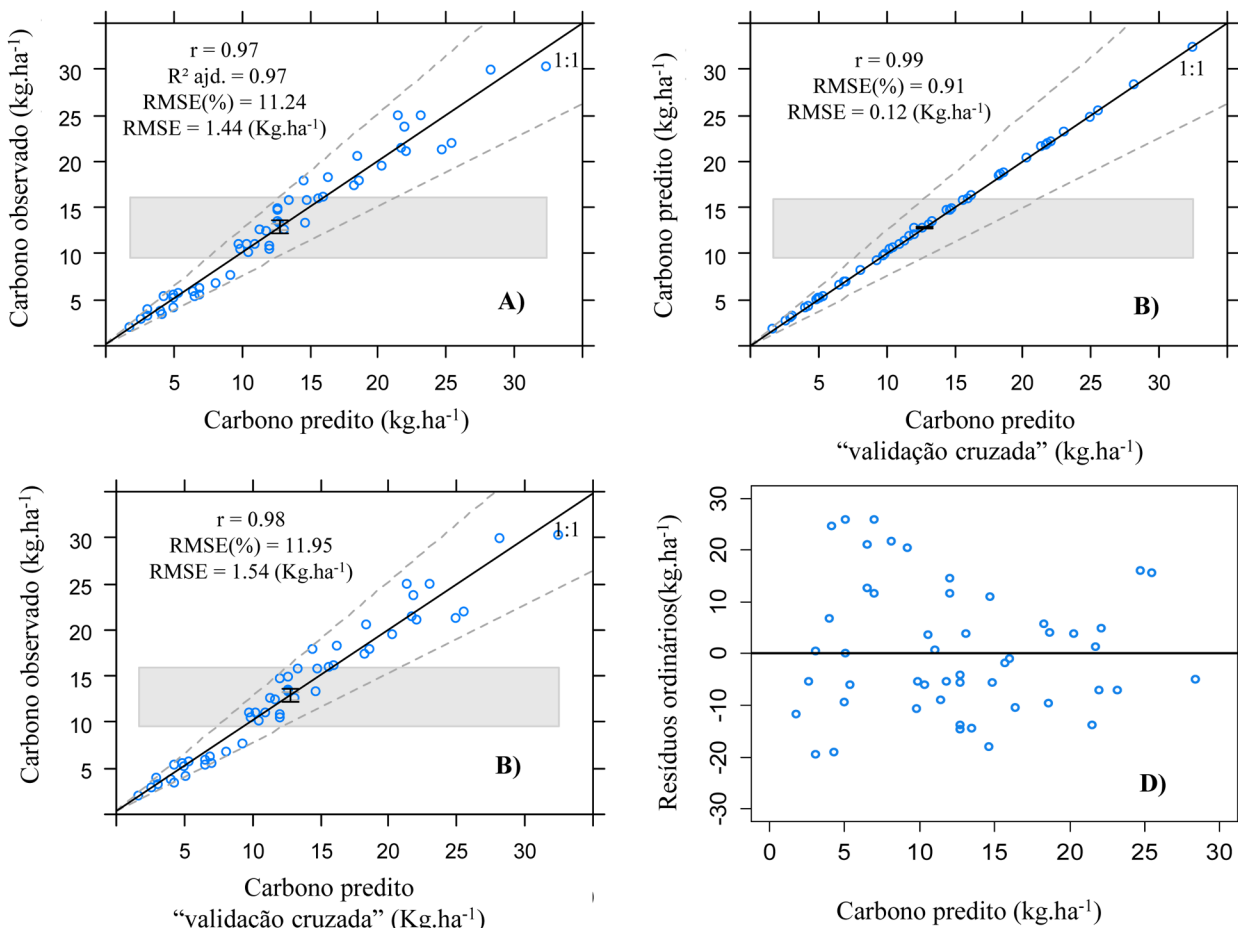 Carbono observado (kg.ha⁻¹)
r = 0.97
R² ajd. = 0.97
RMSE(%) = 11.24
RMSE = 1.44 (Kg.ha⁻¹)
1:1
30
25
20
15
10
5
A)
5 10 15 20 25 30
Carbono predito (kg.ha⁻¹)
Carbono predito (kg.ha⁻¹)
r = 0.99
RMSE(%) = 0.91
RMSE = 0.12 (Kg.ha⁻¹)
1:1
30
25
20
15
10
5
B)
5 10 15 20 25 30
Carbono predito
“validação cruzada” (kg.ha⁻¹)
Carbono observado (kg.ha⁻¹)
r = 0.98
RMSE(%) = 11.95
RMSE = 1.54 (Kg.ha⁻¹)
1:1
30
25
20
15
10
5
B)
5 10 15 20 25 30
Carbono predito
“validação cruzada” (Kg.ha⁻¹)
)
Resíduos ordinários(kg.ha⁻¹)
30
20
10
0
-10
-20
-30
D)
0 5 10 15 20 25 30
Carbono predito (kg.ha⁻¹)